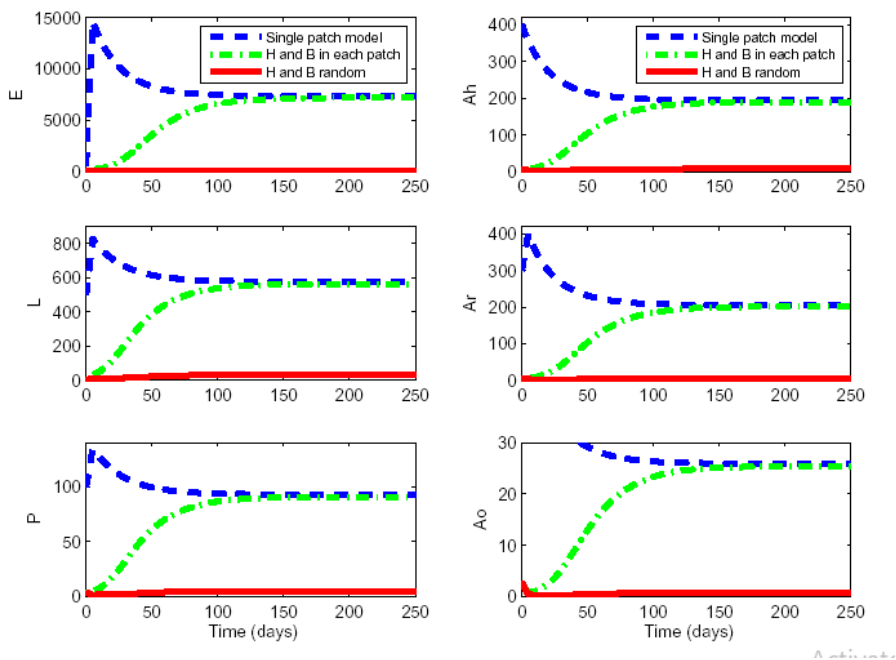 15000
10000
5000
0
E
0 50 100 150 200 250
Single patch model
H and B in each patch
H and B random
400
300
200
100
0
Ah
0 50 100 150 200 250
Single patch model
H and B in each patch
H and B random
800
600
400
200
0
L
0 50 100 150 200 250
400
300
200
100
0
Ar
0 50 100 150 200 250
100
50
0
P
0 50 100 150 200 250
Time (days)
30
20
10
0
Ao
0 50 100 150 200 250
Time (days)